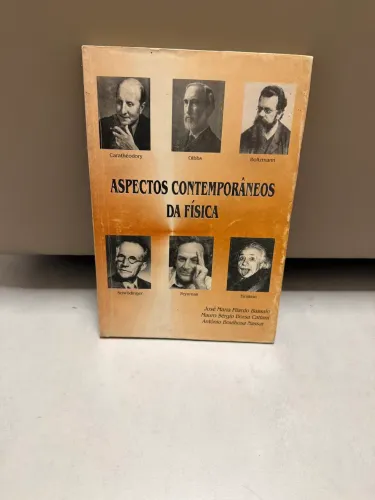 Carathéodory
Gibbs
Boltzmann
ASPECTOS CONTEMPORÂNEOS
DA FÍSICA
Schrödinger
Feynman
Einstein
José Maria Filardo Bassalo
Mauro Sérgio Dorsa Cattani
Antônio Boulhosa Nassar